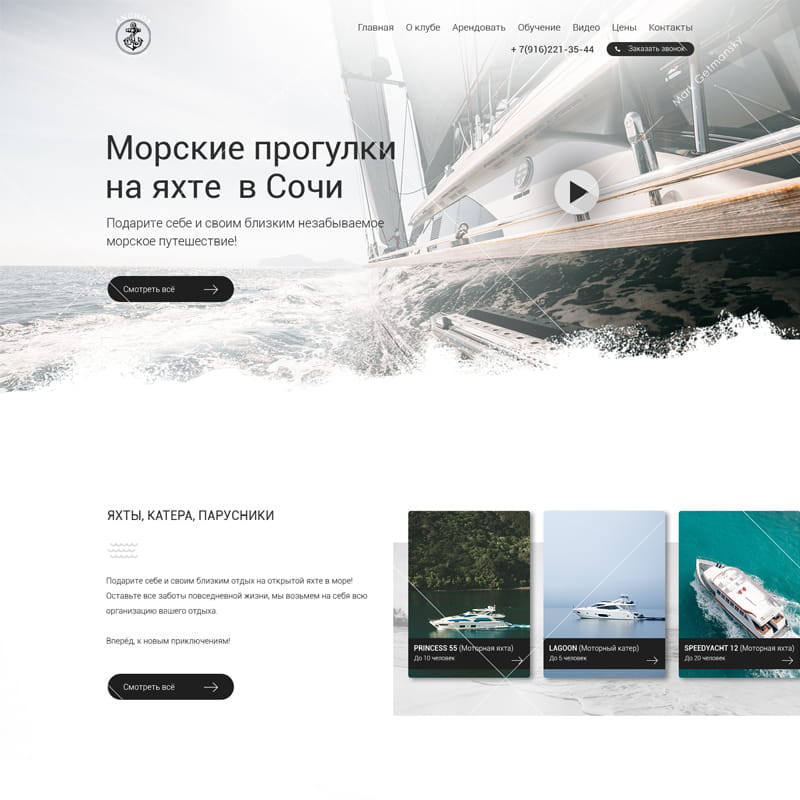 Главная О клубе Арендовать Обучение Видео Цены Контакты
+ 7(916)221-35-44 Заказать звонок
Mark Getmansky
Морские прогулки
на яхте в Сочи
Подарите себе и своим близким незабываемое
морское путешествие!
Смотреть всё
ЯХТЫ, КАТЕРА, ПАРУСНИКИ
Подарите себе и своим близким отдых на открытой яхте в море!
Оставьте все заботы повседневной жизни, мы возьмем на себя всю
организацию вашего отдыха.
Вперёд, к новым приключениям!
Смотреть всё
PRINCESS 55 (Моторная яхта)
До 10 человек
LAGOON (Моторный катер)
До 5 человек
SPEEDYACHT 12 (Моторная яхта)
До 20 человек